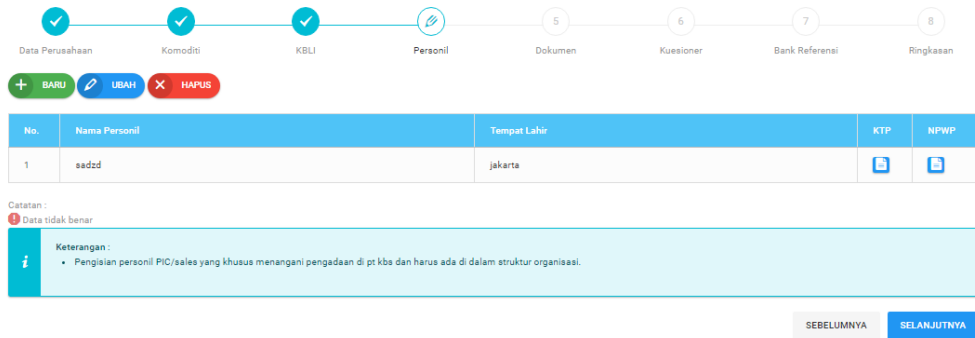 5 6 7 8
Data Perusahaan Komoditi KBLI Personil Dokumen Kuesioner Bank Referensi Ringkasan
BARU UBAH HAPUS
No. Nama Personil Tempat Lahir KTP NPWP
1 sadzd jakarta
Catatan :
Data tidak benar
Keterangan :
• Pengisian personil PIC/sales yang khusus menangani pengadaan di pt kbs dan harus ada di dalam struktur organisasi.
SEBELUMNYA SELANJUTNYA